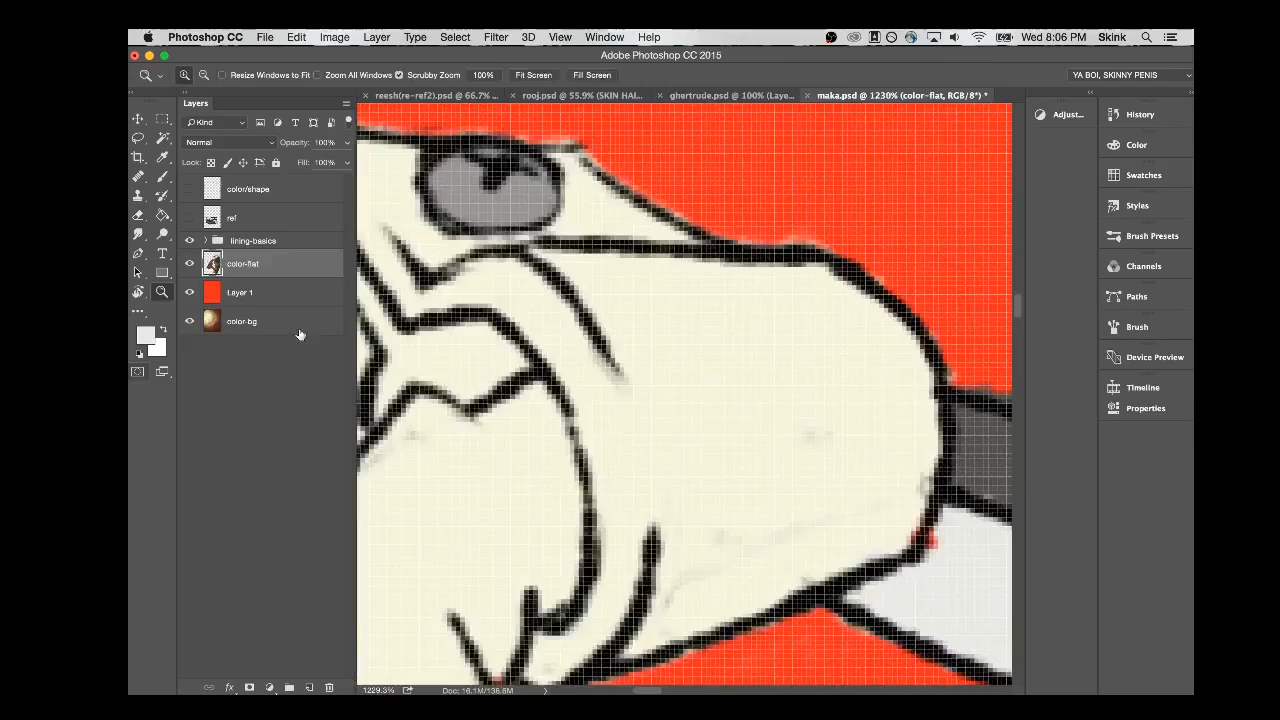 Photoshop CC File Edit Image Layer Type Select Filter 3D View Window Help Wed 8:06 PM Skink
Adobe Photoshop CC 2015
Resize Windows to Fit Zoom All Windows Scrubby Zoom 100% Fit Screen Fill Screen YA BOI, SKINNY PENIS
Layers
reesh(re-ref2).psd @ 66.7% ... rooj.psd @ 55.9% (SKIN HAI... ghertrude.psd @ 100% (Laye... maka.psd @ 1230% (color-flat, RGB/8*) *
Kind
Normal Opacity: 100%
Lock: Fill: 100%
color/shape
ref
lining-basics
color-flat
Layer 1
color-bg
Adjust...
History
Color
Swatches
Styles
Brush Presets
Channels
Paths
Brush
Device Preview
Timeline
Properties
1229.3% Doc: 16.1M/136.6M